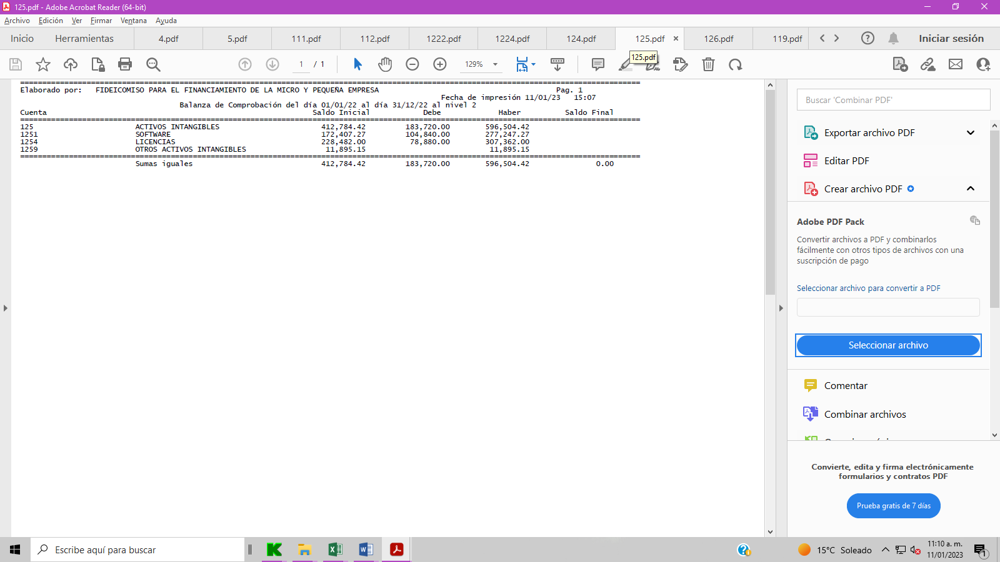 125.pdf - Adobe Acrobat Reader (64-bit)
Archivo Edición Ver Firmar Ventana Ayuda
Inicio Herramientas 4.pdf 5.pdf 111.pdf 112.pdf 1222.pdf 1224.pdf 124.pdf 125.pdf 126.pdf 119.pdf Iniciar sesión
125.pdf
1 / 1 129%
Elaborado por: FIDEICOMISO PARA EL FINANCIAMIENTO DE LA MICRO Y PEQUEÑA EMPRESA Pag. 1
Fecha de impresión 11/01/23 15:07
Balanza de Comprobación del día 01/01/22 al día 31/12/22 al nivel 2
Cuenta Saldo Inicial Debe Haber Saldo Final
125 ACTIVOS INTANGIBLES 412,784.42 183,720.00 596,504.42
1251 SOFTWARE 172,407.27 104,840.00 277,247.27
1254 LICENCIAS 228,482.00 78,880.00 307,362.00
1259 OTROS ACTIVOS INTANGIBLES 11,895.15 11,895.15
Sumas iguales 412,784.42 183,720.00 596,504.42 0.00
Buscar 'Combinar PDF'
Exportar archivo PDF
Editar PDF
Crear archivo PDF
Adobe PDF Pack
Convertir archivos a PDF y combinarlos
fácilmente con otros tipos de archivos con una
suscripción de pago
Seleccionar archivo para convertir a PDF
Seleccionar archivo
Comentar
Combinar archivos
Convierte, edita y firma electrónicamente
formularios y contratos PDF
Prueba gratis de 7 días
Escribe aquí para buscar
15°C Soleado
11:10 a. m.
11/01/2023
1